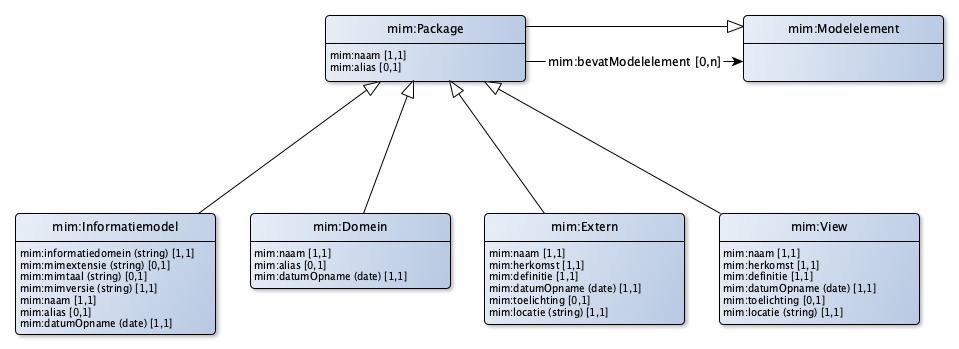 mim:Package
mim:naam [1,1]
mim:alias [0,1]
mim:Modelelement
mim:bevatModelelement [0,n]
mim:Informatiemodel
mim:informatiedomein (string) [1,1]
mim:mimextensie (string) [0,1]
mim:mimtaal (string) [0,1]
mim:mimversie (string) [1,1]
mim:naam [1,1]
mim:alias [0,1]
mim:datumOpname (date) [1,1]
mim:Domein
mim:naam [1,1]
mim:alias [0,1]
mim:datumOpname (date) [1,1]
mim:Extern
mim:naam [1,1]
mim:herkomst [1,1]
mim:definitie [1,1]
mim:datumOpname (date) [1,1]
mim:toelichting [0,1]
mim:locatie (string) [1,1]
mim:View
mim:naam [1,1]
mim:herkomst [1,1]
mim:definitie [1,1]
mim:datumOpname (date) [1,1]
mim:toelichting [0,1]
mim:locatie (string) [1,1]